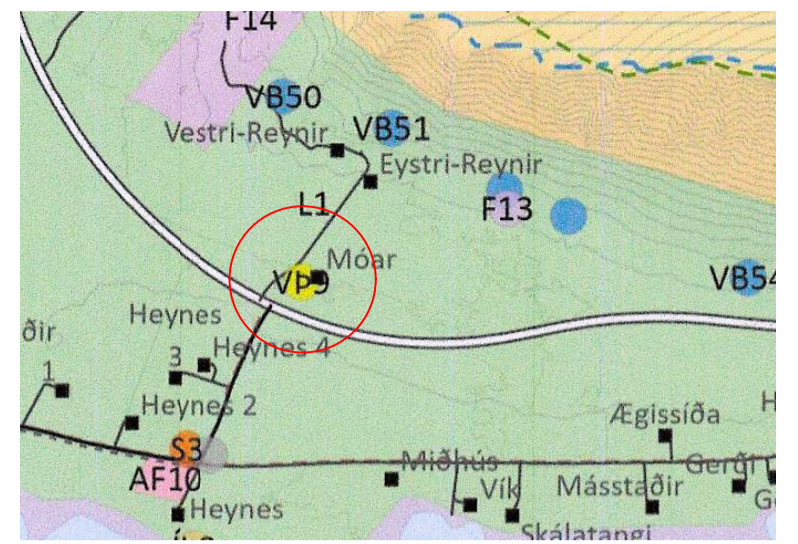 F14
VB50
Vestri-Reynir
VB51
Eystri-Reynir
L1
F13
VÞ9
Móar
VB54
Heynes
ðir
3
Heynes 4
1
Heynes 2
Ægissíða
H
S3
AF10
Miðhús
Gerði
Vík
Másstaðir
Heynes
Skálatangi